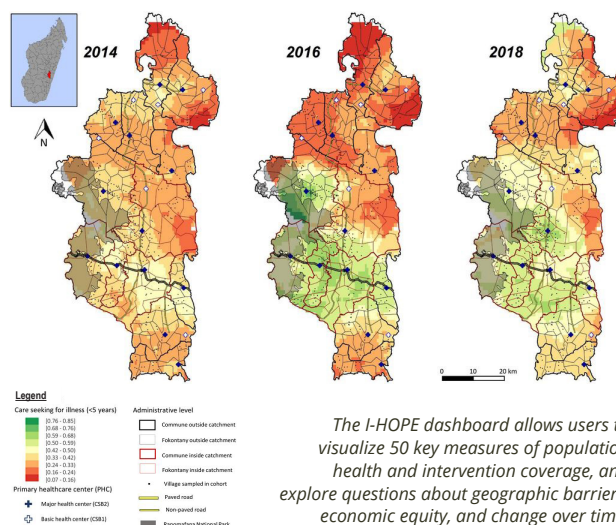 2014
2016
2018
N
0
10
20 km
Legend
Care seeking for illness (<5 years)
[0.76 - 0.85]
[0.68 - 0.76]
[0.59 - 0.68]
[0.50 - 0.59]
[0.42 - 0.50]
[0.33 - 0.42]
[0.24 - 0.33]
[0.16 - 0.24]
[0.07 - 0.16]
Primary healthcare center (PHC)
Major health center (CSB2)
Basic health center (CSB1)
Administrative level
Commune outside catchment
Fokontany outside catchment
Commune inside catchment
Fokontany inside catchment
Village sampled in cohort
Paved road
Non-paved road
Ranomafana National Park
The I-HOPE dashboard allows users t
visualize 50 key measures of populatio
health and intervention coverage, an
explore questions about geographic barrier
economic equity, and change over tim